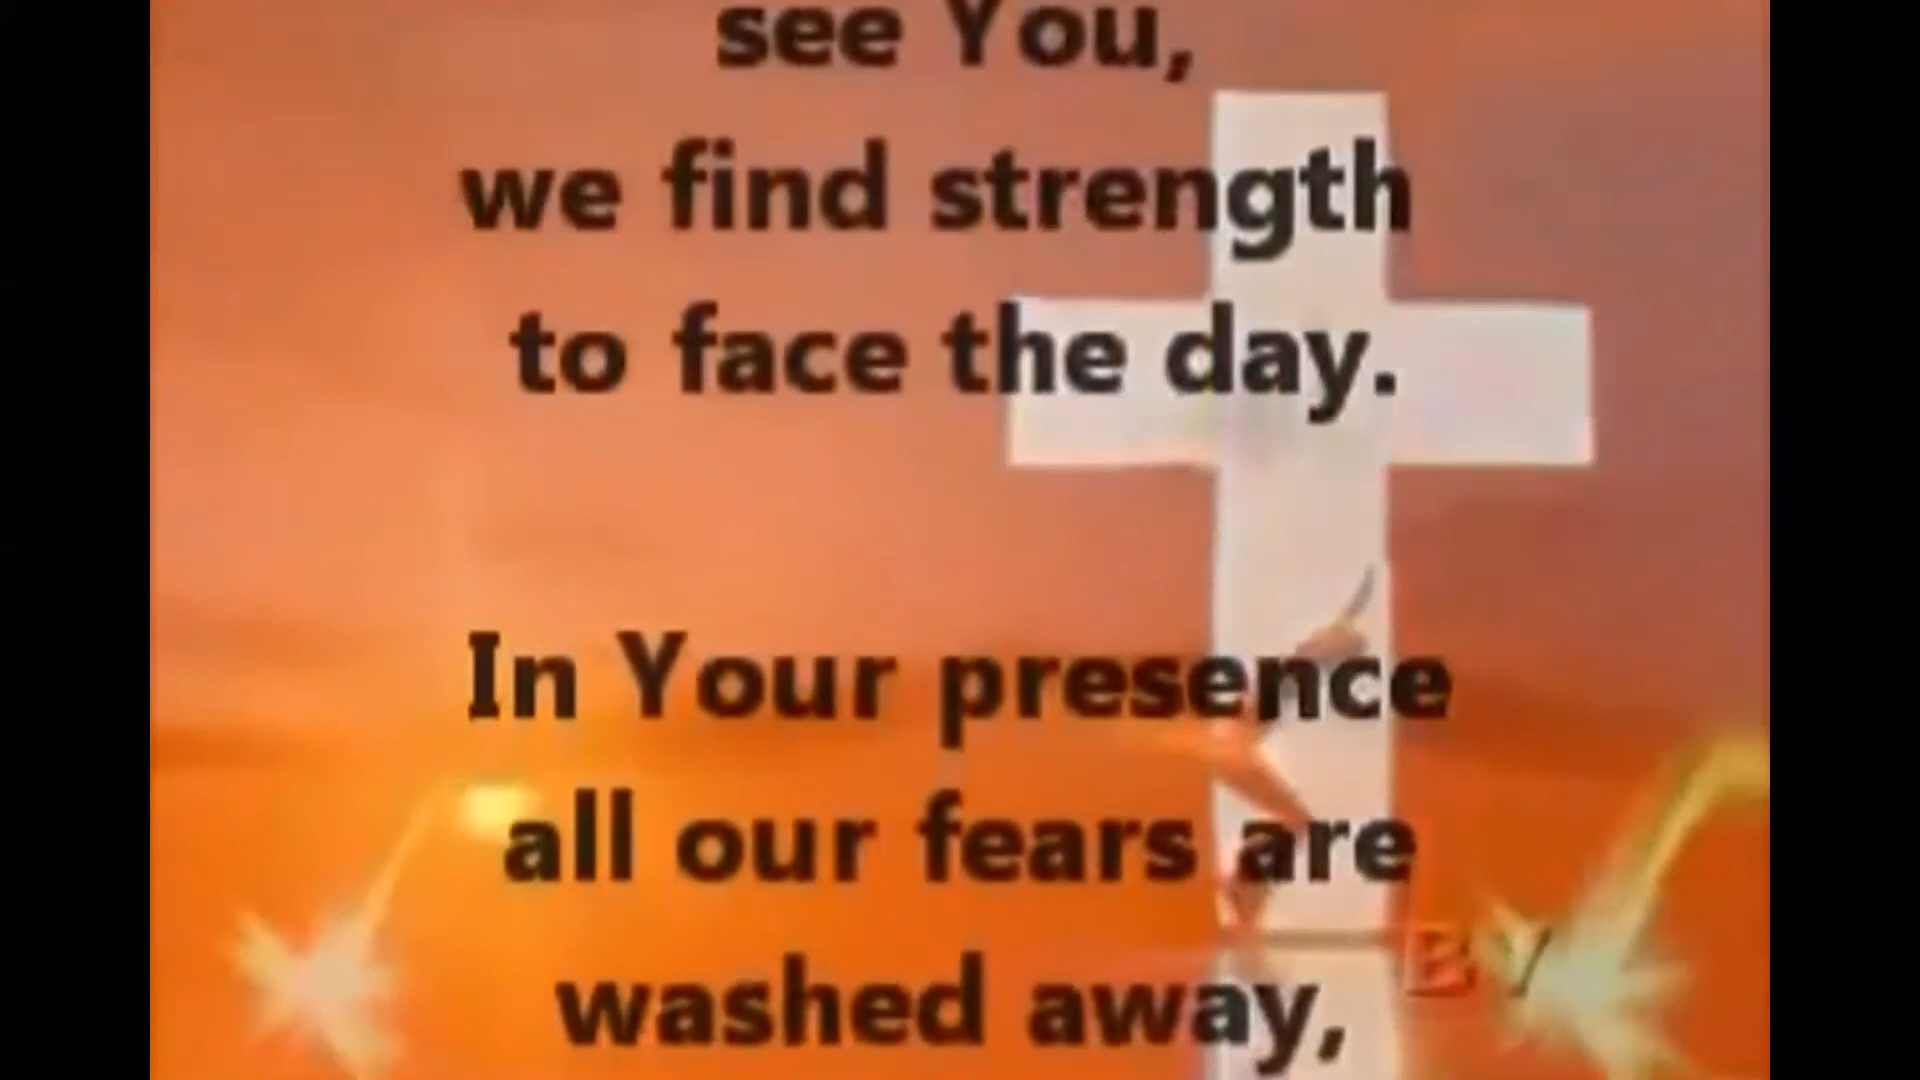 see You,
we find strength
to face the day.
In Your presence
all our fears are
washed away,
BY